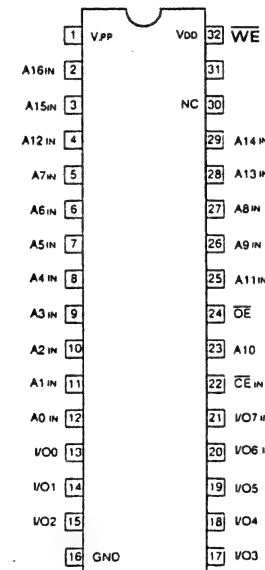 1 V.PP VDD 32 WE
A16IN 2 31
A15IN 3 NC 30
A12 IN 4 29 A14 IN
A7IN 5 28 A13 IN
A6IN 6 27 A8IN
A5IN 7 26 A9 IN
A4 IN 8 25 A11IN
A3 IN 9 24 OE
A2 IN 10 23 A10
A1 IN 11 22 CE IN
A0 IN 12 21 I/O7 IN
I/O0 13 20 I/O6 I
I/O1 14 19 I/O5
I/O2 15 18 I/O4
16 GND 17 I/O3